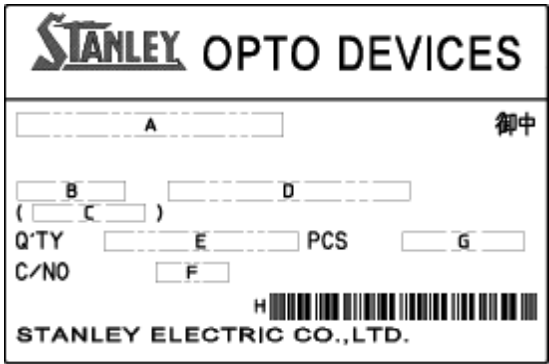 STANLEY OPTO DEVICES
A 御中
B D
( C )
Q'TY E PCS G
C/NO F
H
STANLEY ELECTRIC CO.,LTD.